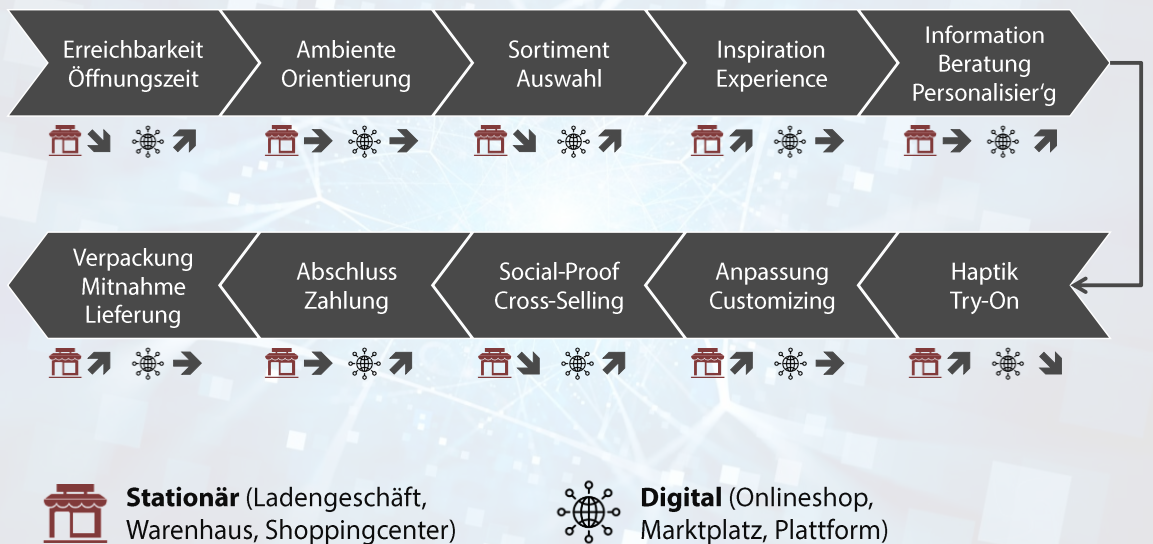 Erreichbarkeit
Öffnungszeit
Ambiente
Orientierung
Sortiment
Auswahl
Inspiration
Experience
Information
Beratung
Personalisier‘g
Haptik
Try-On
Anpassung
Customizing
Social-Proof
Cross-Selling
Abschluss
Zahlung
Verpackung
Mitnahme
Lieferung
Stationär (Ladengeschäft,
Warenhaus, Shoppingcenter)
Digital (Onlineshop,
Marktplatz, Plattform)